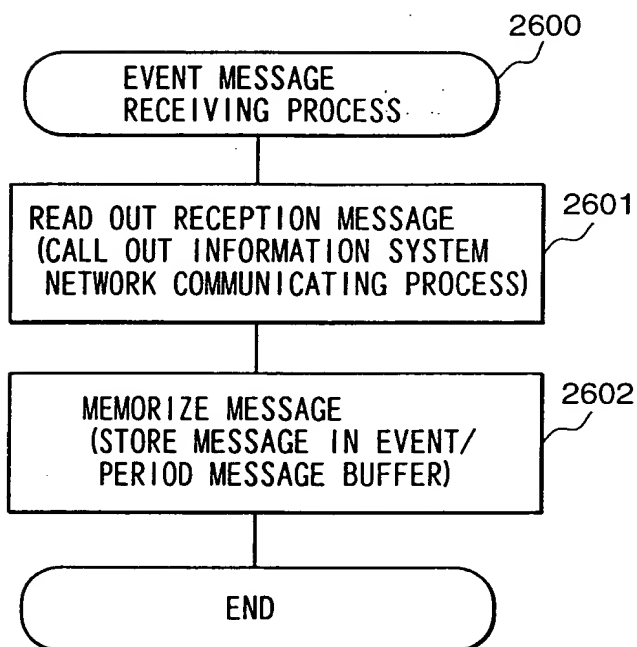 2600
EVENT MESSAGE
RECEIVING PROCESS
2601
READ OUT RECEPTION MESSAGE
(CALL OUT INFORMATION SYSTEM
NETWORK COMMUNICATING PROCESS)
2602
MEMORIZE MESSAGE
(STORE MESSAGE IN EVENT/
PERIOD MESSAGE BUFFER)
END